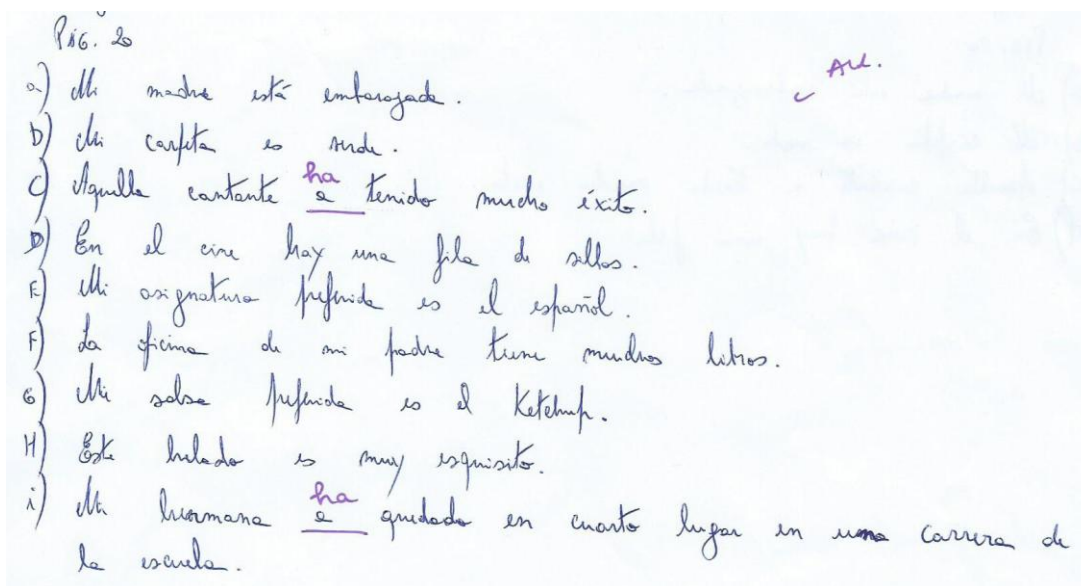 PÁG. 20
Aul.
a) Mi madre está embarazada.
b) Mi carpeta es verde.
c) Aquella cantante a ha tenido mucho éxito.
D) En el cine hay una fila de sillas.
E) Mi asignatura preferida es el español.
F) La oficina de mi padre tiene muchos litros.
G) Mi salsa preferida es el Ketchup.
H) Este helado es muy esquisito.
i) Mi hermana a ha quedado en cuarto lugar en una carrera de
la escuela.